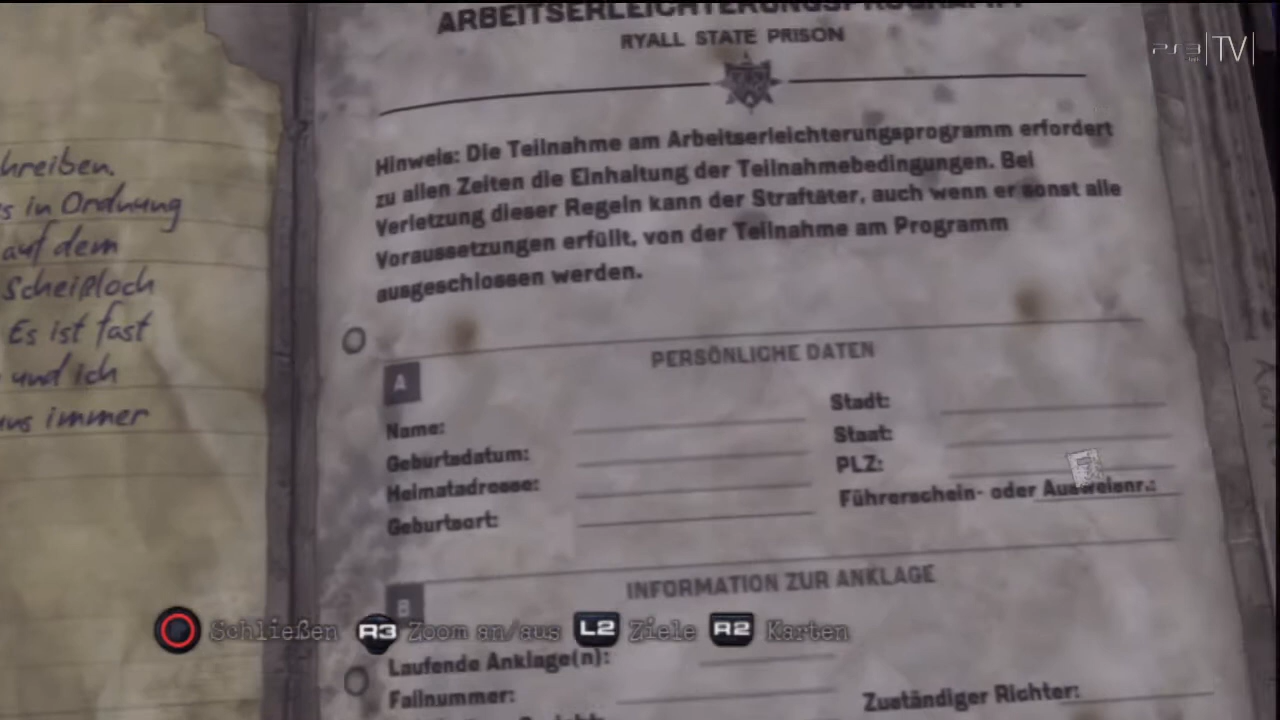 ARBEITSERLEICHTERUNGSPROGRAMM
RYALL STATE PRISON
PS3 TV
Hinweis: Die Teilnahme am Arbeitserleichterungsprogramm erfordert
zu allen Zeiten die Einhaltung der Teilnahmebedingungen. Bei
Verletzung dieser Regeln kann der Straftäter, auch wenn er sonst alle
Voraussetzungen erfüllt, von der Teilnahme am Programm
ausgeschlossen werden.
hreiben.
s in Ordnung
auf dem
Scheißloch
Es ist fast
und ich
uns immer
A
PERSÖNLICHE DATEN
Name:
Geburtsdatum:
Heimatadresse:
Geburtsort:
Stadt:
Staat:
PLZ:
Führerschein- oder Ausweisnr.:
B
INFORMATION ZUR ANKLAGE
Laufende Anklage(n):
Fallnummer:
Zuständiger Richter:
Schließen R3 Zoom an/aus L2 Ziele R2 Karten